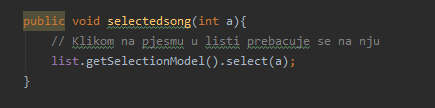 public void selectedsong(int a){
// Klikom na pjesmu u listi prebacuje se na nju
list.getSelectionModel().select(a);
}